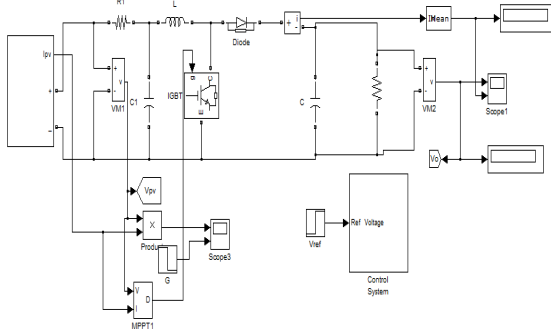 R1
L
Diode
+
i
-
Mean
Ipv
+
v
-
VM1
C1
g
C
IGBT
E
C
+
v
-
VM2
Scope1
+
-
Vo
Vpv
X
Product
Scope3
G
Vref
Ref Voltage
Control
System
V
I
D
MPPT1